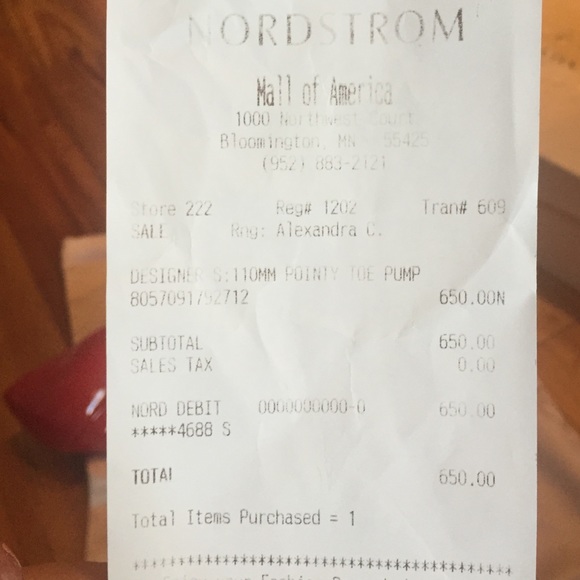 NORDSTROM
Mall of America
1000 Northwest Court
Bloomington, MN 55425
(952) 883-2121
Store 222 Reg# 1202 Tran# 609
SALE Rng: Alexandra C.
DESIGNER S:110MM POINTY TOE PUMP
8057091792712 650.00N
SUBTOTAL 650.00
SALES TAX 0.00
NORD DEBIT 0000000000-0 650.00
*****4688 S
TOTAL 650.00
Total Items Purchased = 1
****************************************